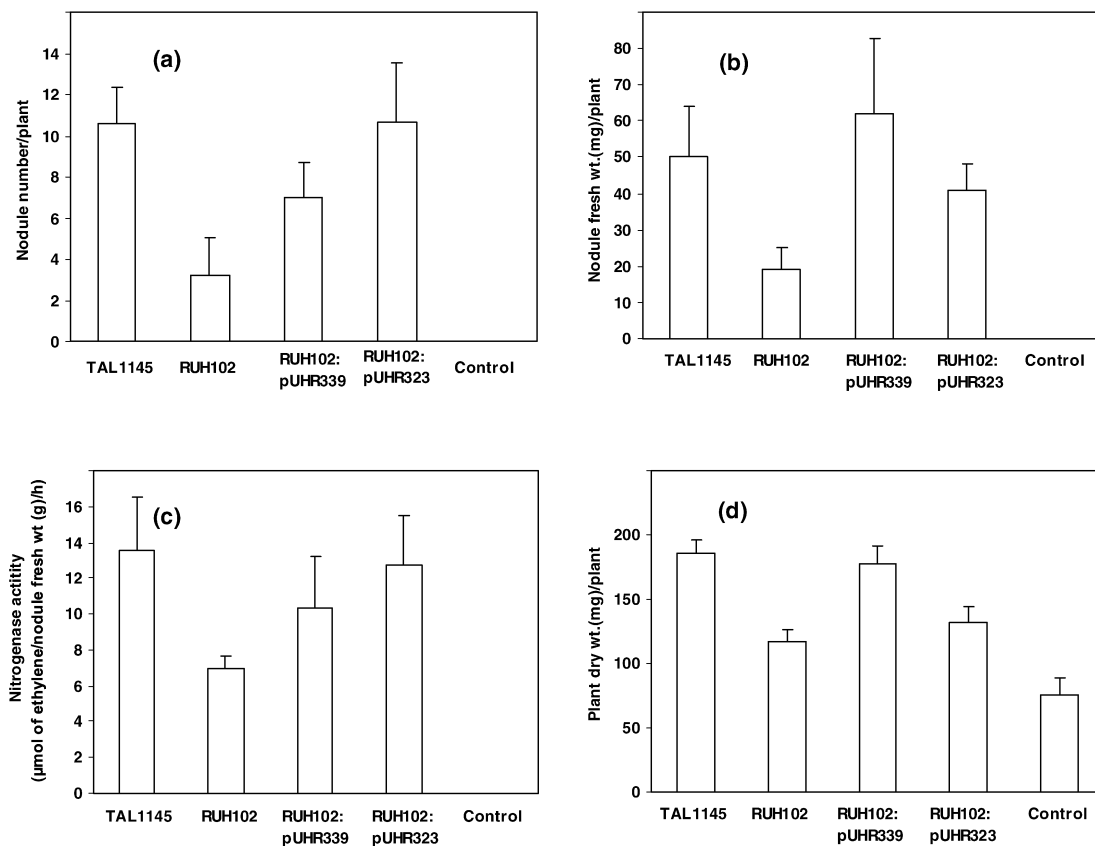 (a)
Nodule number/plant
14
12
10
8
6
4
2
0
TAL1145
RUH102
RUH102:
pUHR339
RUH102:
pUHR323
Control
(b)
Nodule fresh wt.(mg)/plant
80
70
60
50
40
30
20
10
0
TAL1145
RUH102
RUH102:
pUHR339
RUH102:
pUHR323
Control
(c)
Nitrogenase actitity
(µmol of ethylene/nodule fresh wt (g)/h)
16
14
12
10
8
6
4
2
0
TAL1145
RUH102
RUH102:
pUHR339
RUH102:
pUHR323
Control
(d)
Plant dry wt.(mg)/plant
200
150
100
50
0
TAL1145
RUH102
RUH102:
pUHR339
RUH102:
pUHR323
Control